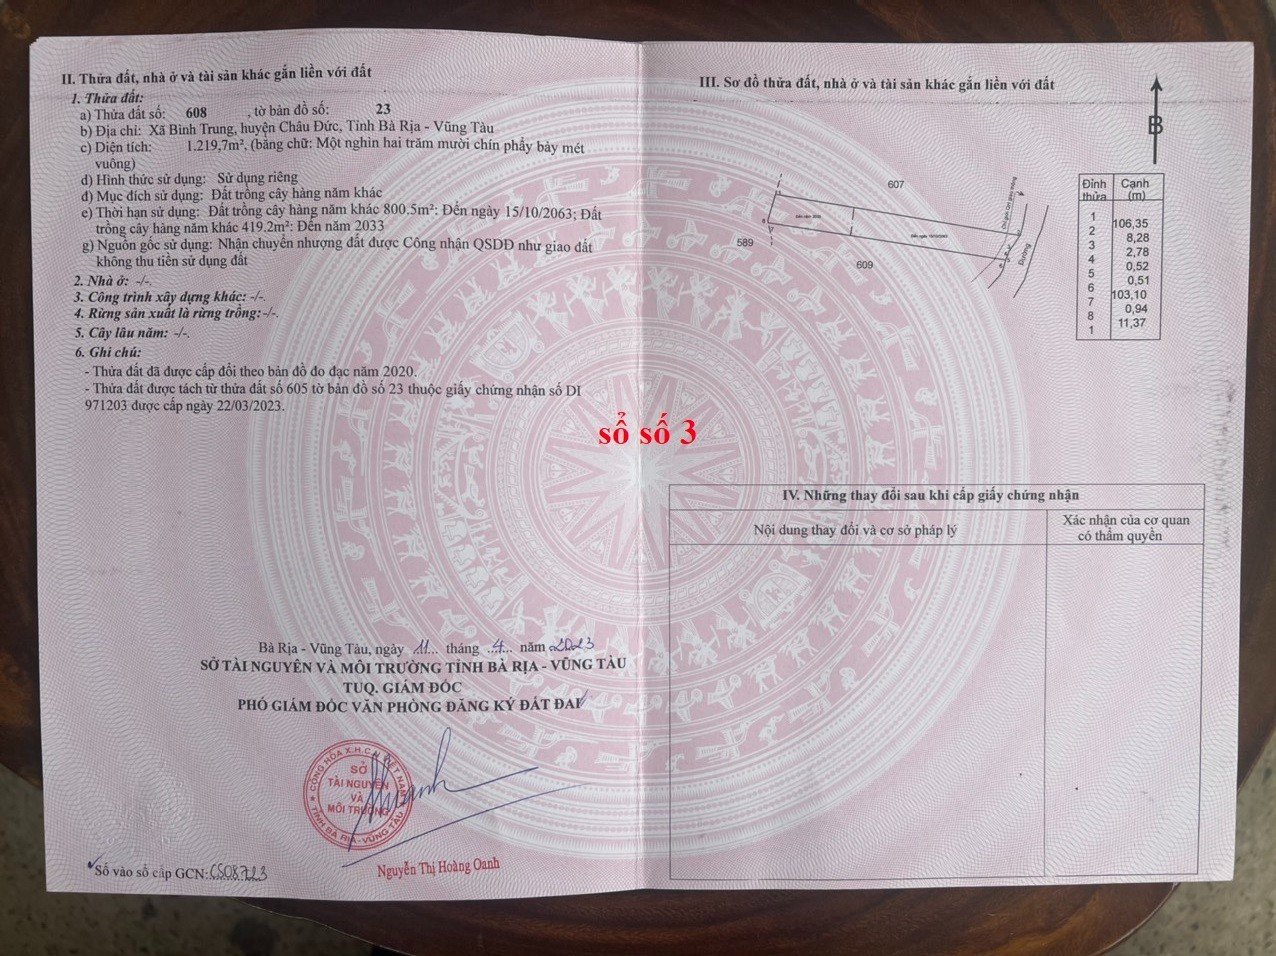 II. Thửa đất, nhà ở và tài sản khác gắn liền với đất
1. Thửa đất:
a) Thửa đất số: 608 , tờ bản đồ số: 23
b) Địa chỉ: Xã Bình Trung, huyện Châu Đức, Tỉnh Bà Rịa - Vũng Tàu
c) Diện tích: 1.219,7m², (bằng chữ: Một nghìn hai trăm mười chín phẩy bảy mét
vuông)
d) Hình thức sử dụng: Sử dụng riêng
đ) Mục đích sử dụng: Đất trồng cây hàng năm khác
e) Thời hạn sử dụng: Đất trồng cây hàng năm khác 800.5m²: Đến ngày 15/10/2063; Đất
trồng cây hàng năm khác 419.2m²: Đến năm 2033
g) Nguồn gốc sử dụng: Nhận chuyển nhượng đất được Công nhận QSDĐ như giao đất
không thu tiền sử dụng đất
2. Nhà ở: -/-.
3. Công trình xây dựng khác: -/-.
4. Rừng sản xuất là rừng trồng: -/-.
5. Cây lâu năm: -/-.
6. Ghi chú:
- Thửa đất đã được cấp đổi theo bản đồ đo đạc năm 2020.
- Thửa đất được tách từ thửa đất số 605 tờ bản đồ số 23 thuộc giấy chứng nhận số DI
971203 được cấp ngày 22/03/2023.
sổ số 3
Bà Rịa - Vũng Tàu, ngày 11 tháng 4 năm 2023
SỞ TÀI NGUYÊN VÀ MÔI TRƯỜNG TỈNH BÀ RỊA - VŨNG TÀU
TUQ. GIÁM ĐỐC
PHÓ GIÁM ĐỐC VĂN PHÒNG ĐĂNG KÝ ĐẤT ĐAI
CỘNG HÒA X.H.C.N VIỆT NAM
SỞ
TÀI NGUYÊN
VÀ
MÔI TRƯỜNG
TỈNH BÀ RỊA - VŨNG TÀU
Nguyễn Thị Hoàng Oanh
Số vào sổ cấp GCN: CS08723
III. Sơ đồ thửa đất, nhà ở và tài sản khác gắn liền với đất
B
607
589
609
Đường
Đỉnh thửa Cạnh (m)
1
106,35
2
8,28
3
2,78
4
0,52
5
0,51
6
103,10
7
0,94
8
11,37
1
IV. Những thay đổi sau khi cấp giấy chứng nhận
Nội dung thay đổi và cơ sở pháp lý
Xác nhận của cơ quan
có thẩm quyền